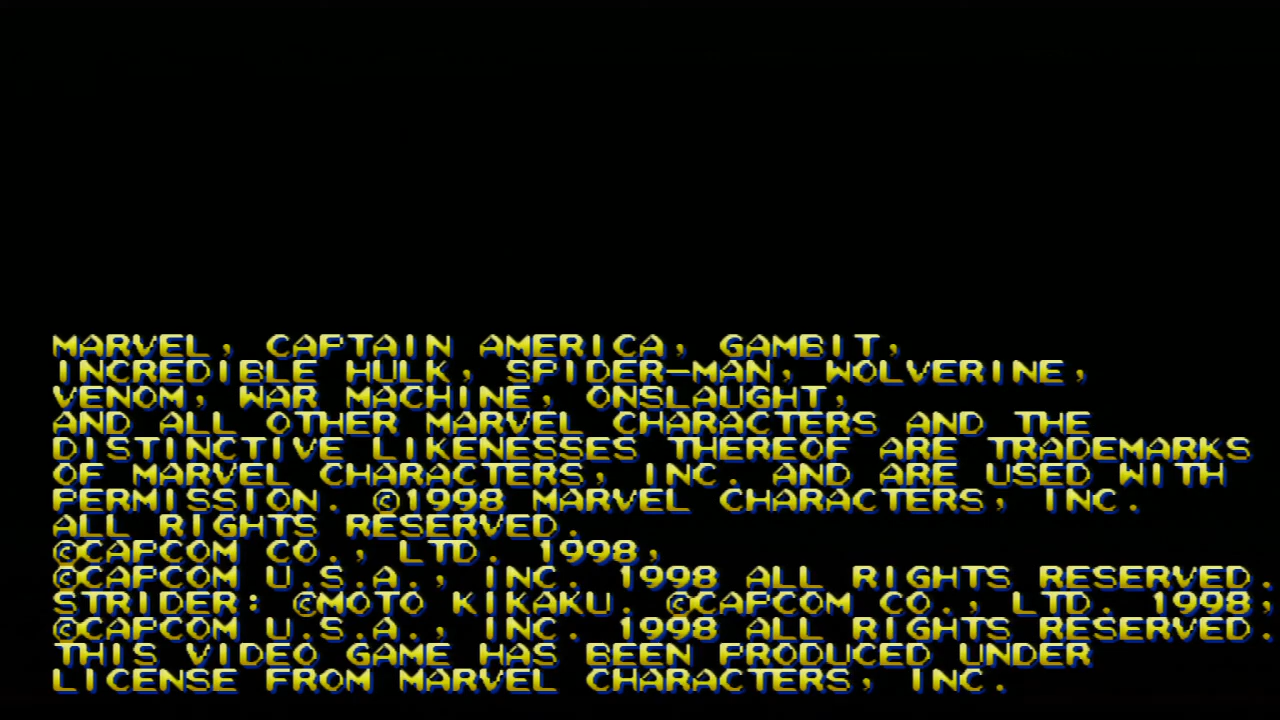 MARVEL, CAPTAIN AMERICA, GAMBIT,
INCREDIBLE HULK, SPIDER-MAN, WOLVERINE,
VENOM, WAR MACHINE, ONSLAUGHT,
AND ALL OTHER MARVEL CHARACTERS AND THE
DISTINCTIVE LIKENESSES THEREOF ARE TRADEMARKS
OF MARVEL CHARACTERS, INC. AND ARE USED WITH
PERMISSION. ©1998 MARVEL CHARACTERS, INC.
ALL RIGHTS RESERVED.
©CAPCOM CO., LTD. 1998,
©CAPCOM U.S.A., INC. 1998 ALL RIGHTS RESERVED.
STRIDER: ©MOTO KIKAKU. ©CAPCOM CO., LTD. 1998,
©CAPCOM U.S.A., INC. 1998 ALL RIGHTS RESERVED.
THIS VIDEO GAME HAS BEEN PRODUCED UNDER
LICENSE FROM MARVEL CHARACTERS, INC.